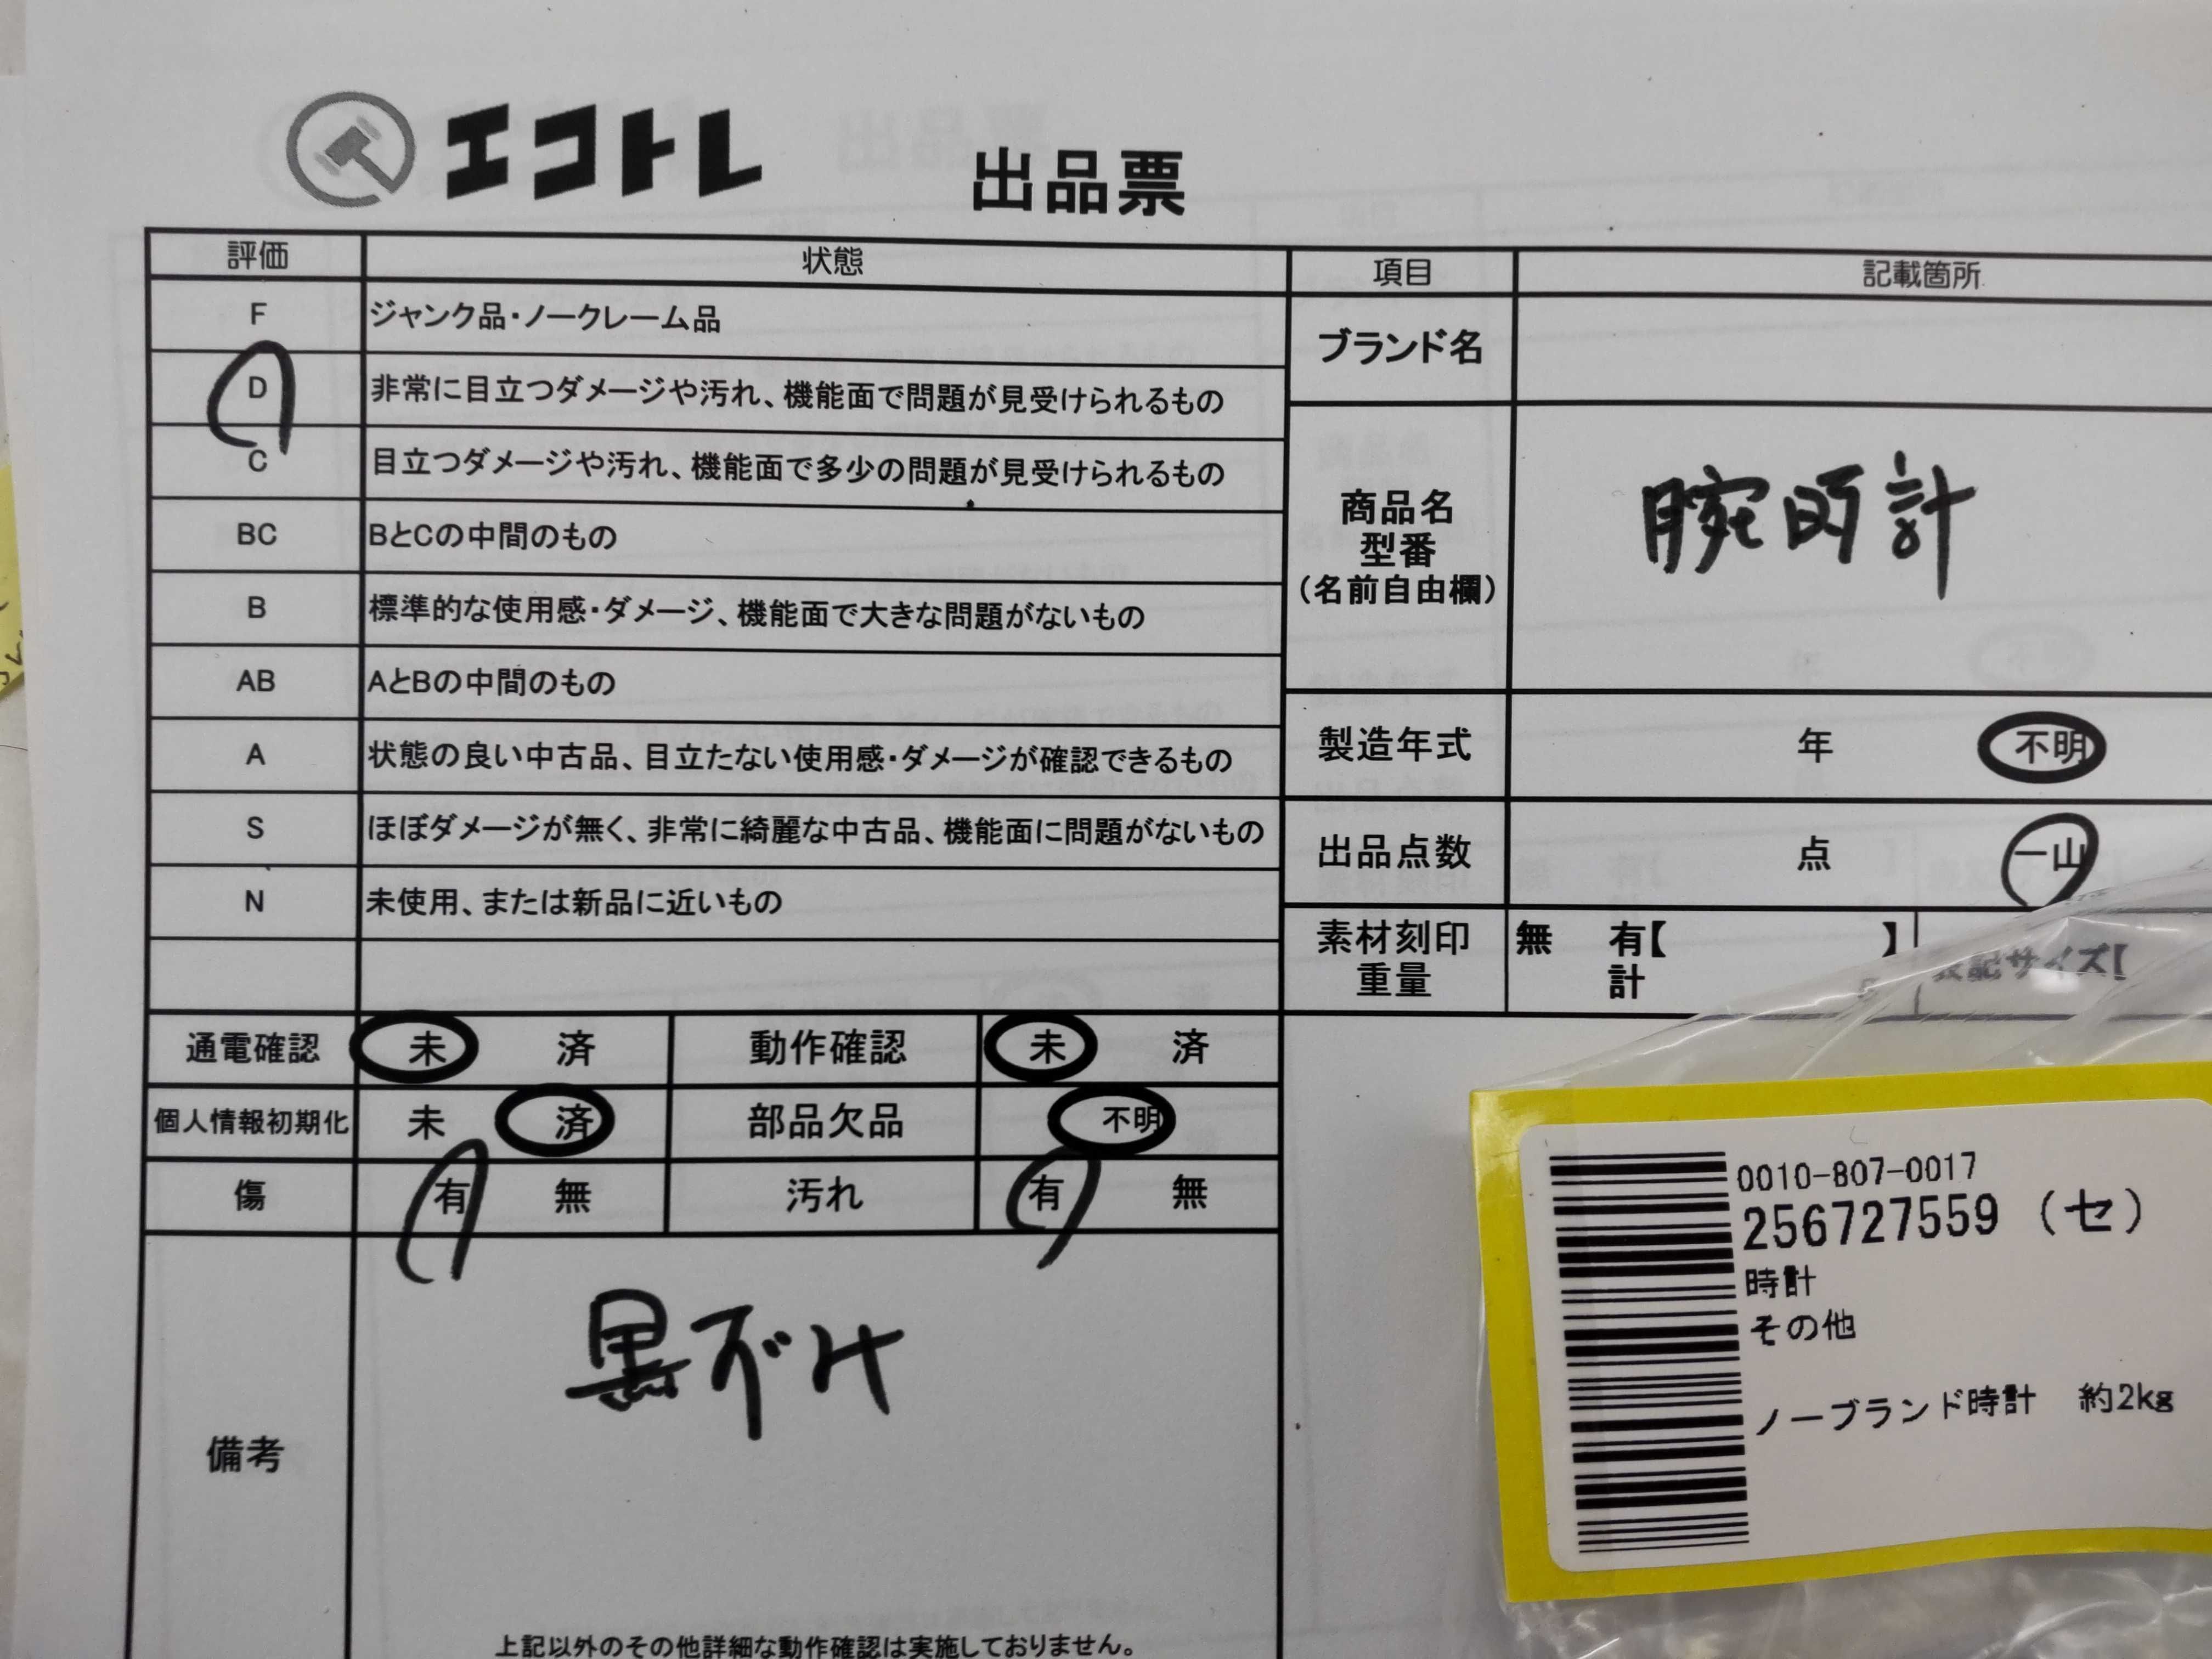 エコトレ 出品票
評価 状態
F ジャンク品・ノークレーム品
D 非常に目立つダメージや汚れ、機能面で問題が見受けられるもの
C 目立つダメージや汚れ、機能面で多少の問題が見受けられるもの
BC BとCの中間のもの
B 標準的な使用感・ダメージ、機能面で大きな問題がないもの
AB AとBの中間のもの
A 状態の良い中古品、目立たない使用感・ダメージが確認できるもの
S ほぼダメージが無く、非常に綺麗な中古品、機能面に問題がないもの
N 未使用、または新品に近いもの
通電確認 未 済 動作確認 未 済
個人情報初期化 未 済 部品欠品 不明
傷 有 無 汚れ 有 無
備考
上記以外のその他詳細な動作確認は実施しておりません。
項目 記載箇所
ブランド名
商品名
型番
(名前自由欄)
腕時計
製造年式 年 不明
出品点数 点 一山
素材刻印 無 有【 】
重量 計
表記サイズ【
0010-807-0017
256727559 (セ)
時計
その他
ノーブランド時計 約2kg